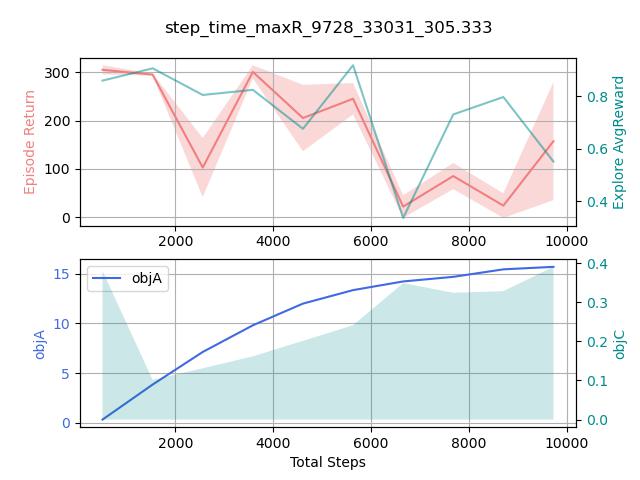 step_time_maxR_9728_33031_305.333
Episode Return
300
200
100
0
Explore AvgReward
0.8
0.6
0.4
2000 4000 6000 8000 10000
objA
objA
15
10
5
0
objC
0.4
0.3
0.2
0.1
0.0
2000 4000 6000 8000 10000
Total Steps